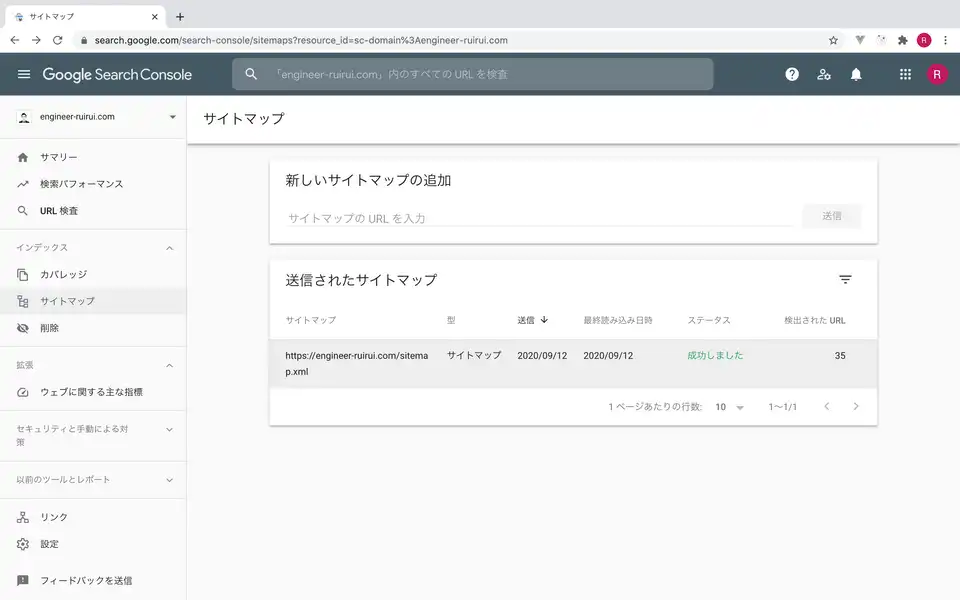 サイトマップ
search.google.com/search-console/sitemaps?resource_id=sc-domain%3Aengineer-ruirui.com
R
Google Search Console
「engineer-ruirui.com」内のすべての URL を検査
R
engineer-ruirui.com
サイトマップ
サマリー
検索パフォーマンス
URL 検査
インデックス
カバレッジ
サイトマップ
削除
拡張
ウェブに関する主な指標
セキュリティと手動による対
策
以前のツールとレポート
リンク
設定
フィードバックを送信
新しいサイトマップの追加
サイトマップの URL を入力
送信
送信されたサイトマップ
サイトマップ 型 送信 最終読み込み日時 ステータス 検出された URL
https://engineer-ruirui.com/sitema サイトマップ 2020/09/12 2020/09/12 成功しました 35
p.xml
1 ページあたりの行数: 10 1～1/1